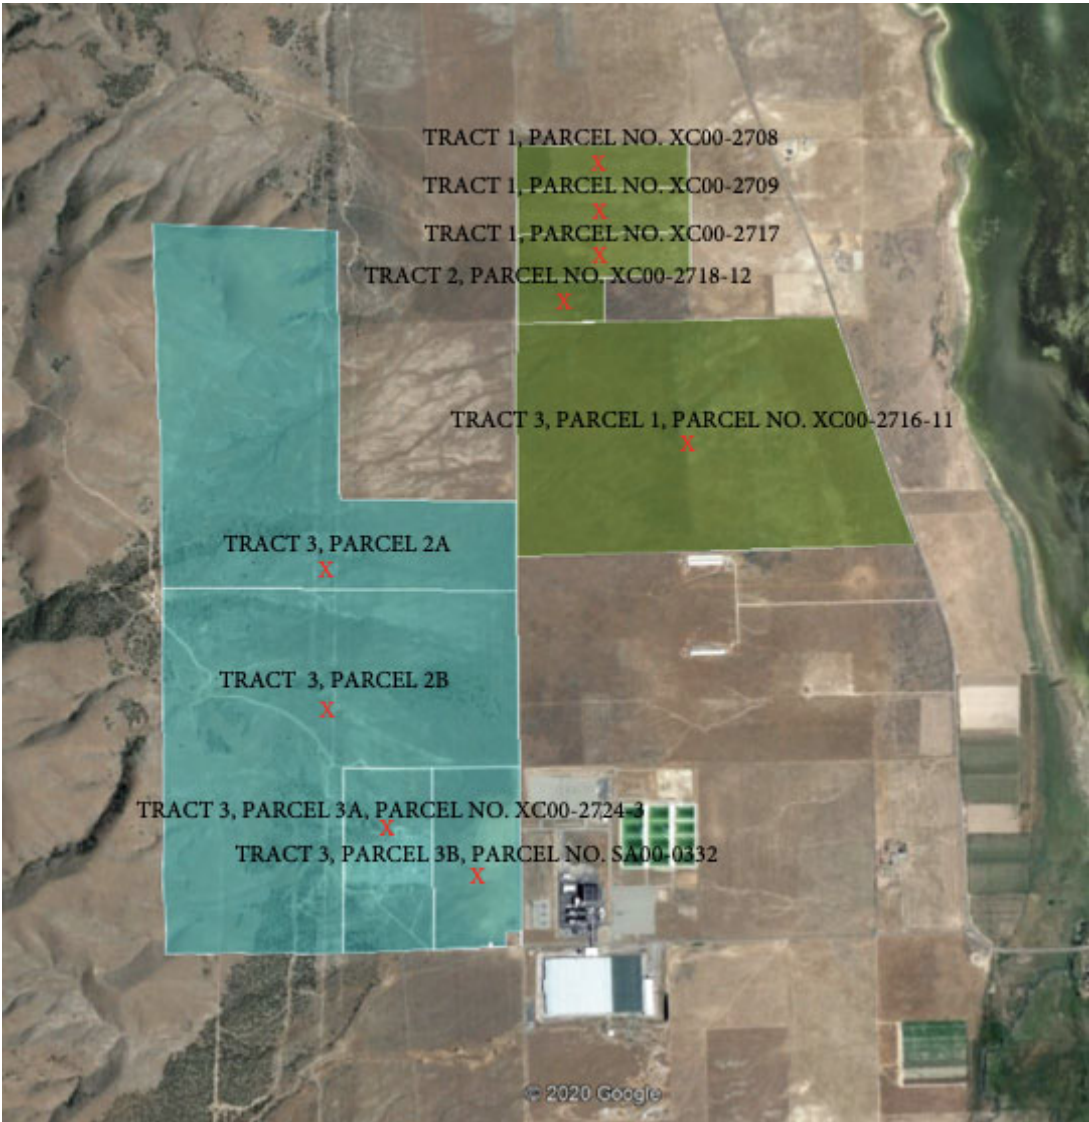 TRACT 1, PARCEL NO. XC00-2708
X
TRACT 1, PARCEL NO. XC00-2709
X
TRACT 1, PARCEL NO. XC00-2717
X
TRACT 2, PARCEL NO. XC00-2718-12
X
TRACT 3, PARCEL 1, PARCEL NO. XC00-2716-11
X
TRACT 3, PARCEL 2A
X
TRACT 3, PARCEL 2B
X
TRACT 3, PARCEL 3A, PARCEL NO. XC00-2724-3
X
TRACT 3, PARCEL 3B, PARCEL NO. SA00-0332
X
© 2020 Google